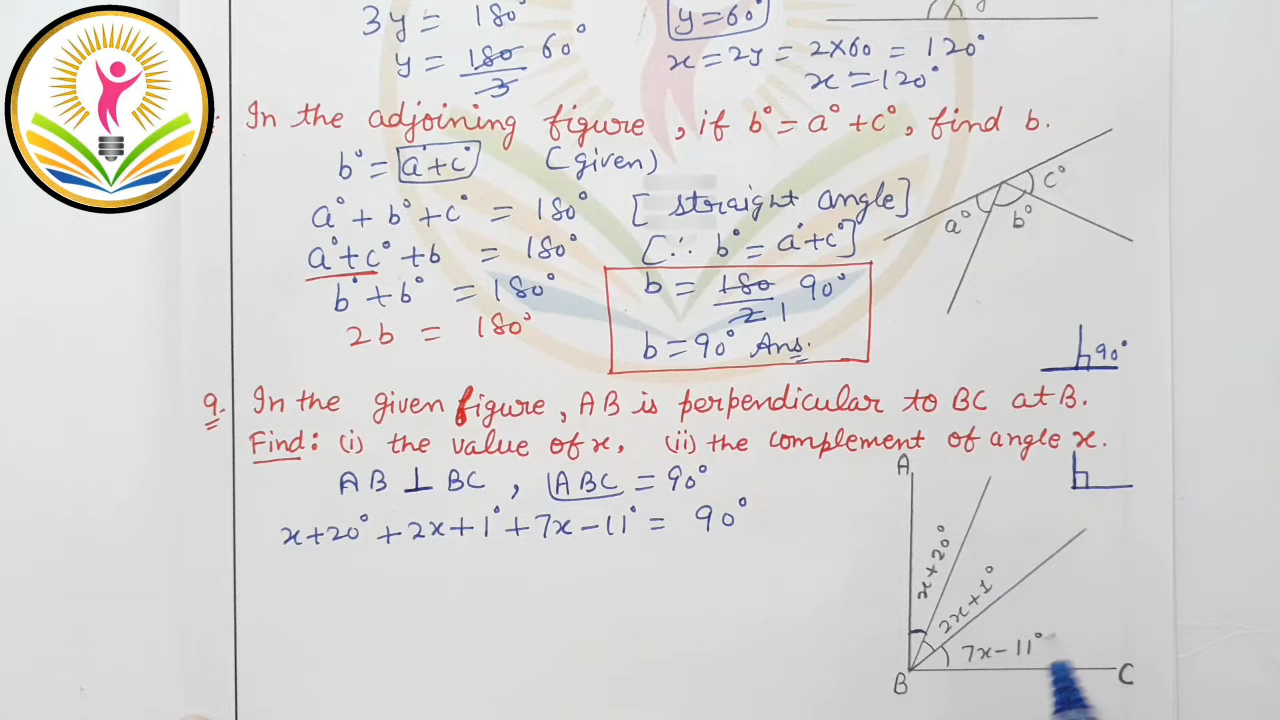 3y = 180°
y = 180/3 60°
y = 60°
x = 2y = 2×60 = 120°
x = 120°
In the adjoining figure, if b° = a° + c°, find b.
b° = a° + c° (given)
a° + b° + c° = 180° [straight angle]
a° + c° + b = 180° [∴ b° = a° + c°]
b° + b° = 180°
2b = 180°
b = 180/2 90°
1
b = 90° Ans.
a°
b°
c°
90°
9. In the given figure, AB is perpendicular to BC at B.
Find: (i) the value of x, (ii) the complement of angle x.
AB ⊥ BC, ∠ABC = 90°
x + 20° + 2x + 1° + 7x - 11° = 90°
A
x + 20°
2x + 1°
7x - 11°
B
C